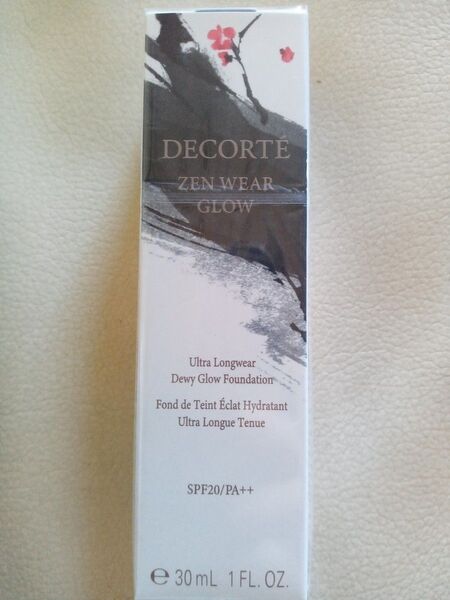 DECORTÉ
ZEN WEAR
GLOW
Ultra Longwear
Dewy Glow Foundation
Fond de Teint Éclat Hydratant
Ultra Longue Tenue
SPF20/PA++
℮ 30 mL 1 FL. OZ.